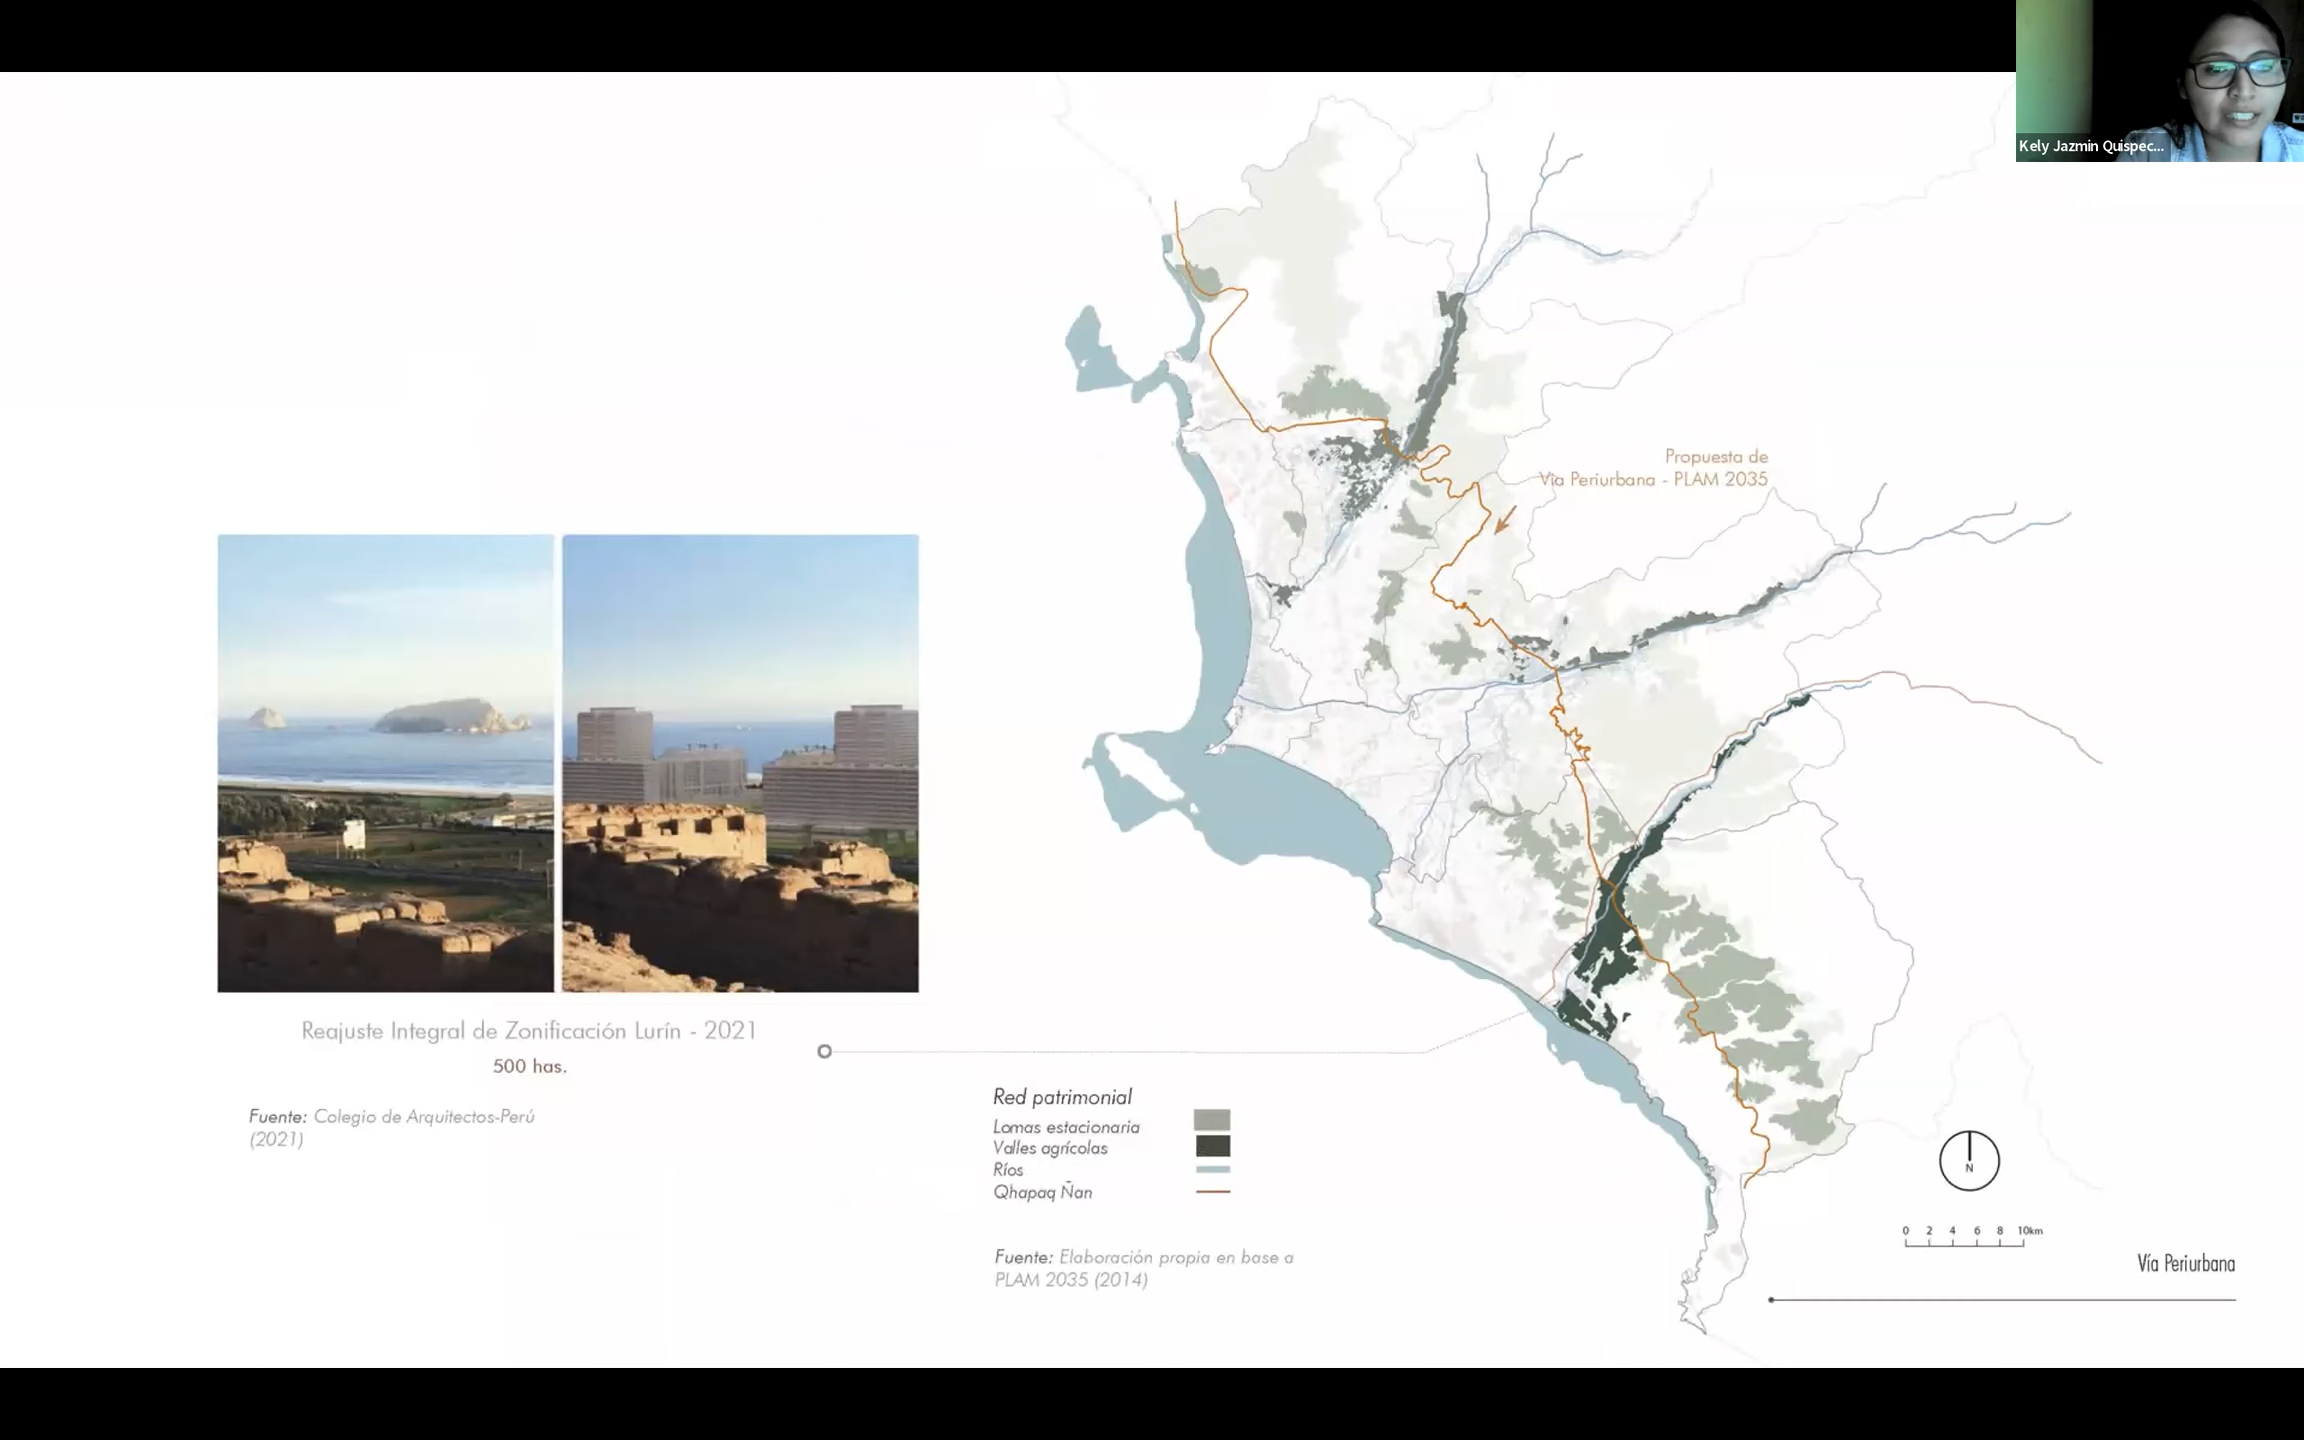 Kely Jazmin Quispec...
Propuesta de
Vía Periurbana - PLAM 2035
Reajuste Integral de Zonificación Lurín - 2021
500 has.
Fuente: Colegio de Arquitectos-Perú
(2021)
Red patrimonial
Lomas estacionaria
Valles agrícolas
Ríos
Qhapaq Ñan
Fuente: Elaboración propia en base a
PLAM 2035 (2014)
N
0 2 4 6 8 10km
Vía Periurbana